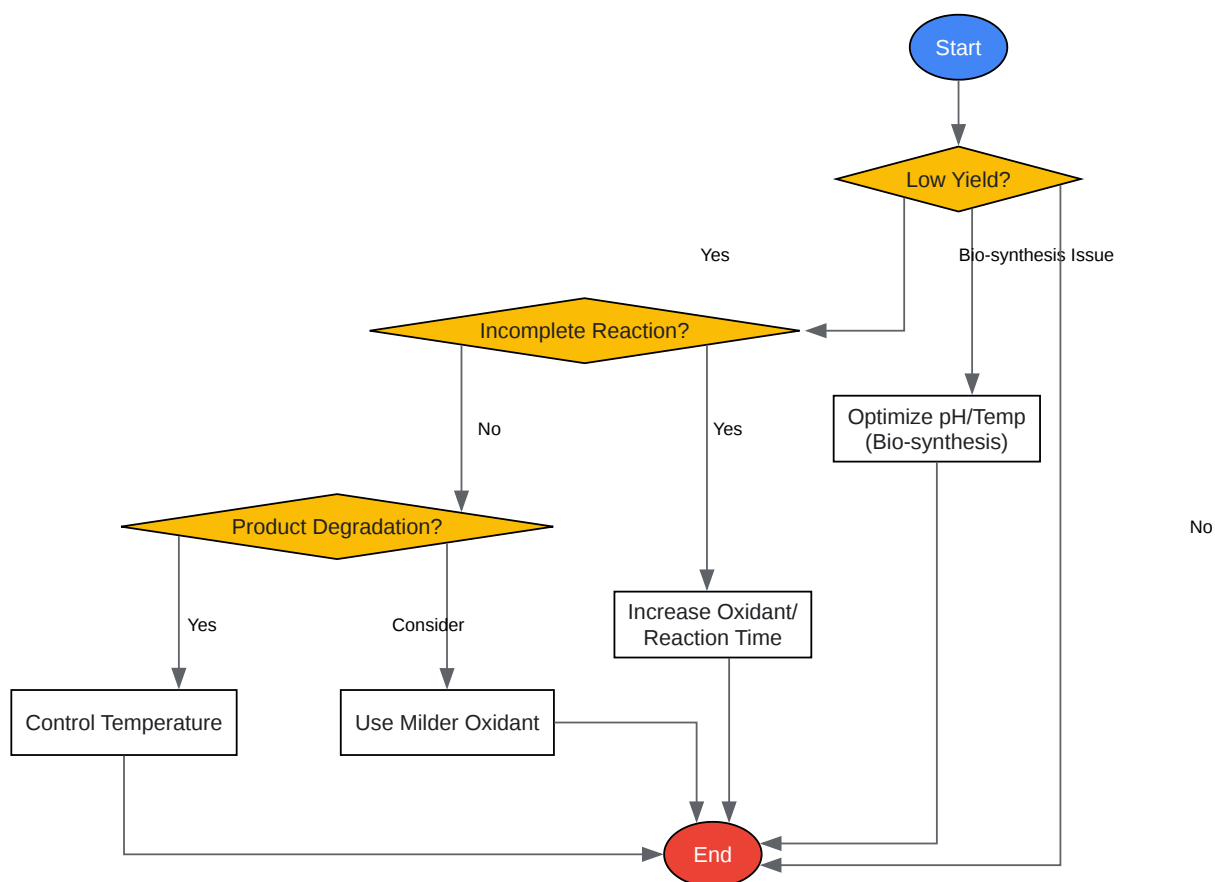 Start
Low Yield?
Yes
Bio-synthesis Issue
Incomplete Reaction?
Optimize pH/Temp
(Bio-synthesis)
No
Yes
Product Degradation?
No
Increase Oxidant/
Reaction Time
Yes
Consider
Control Temperature
Use Milder Oxidant
End